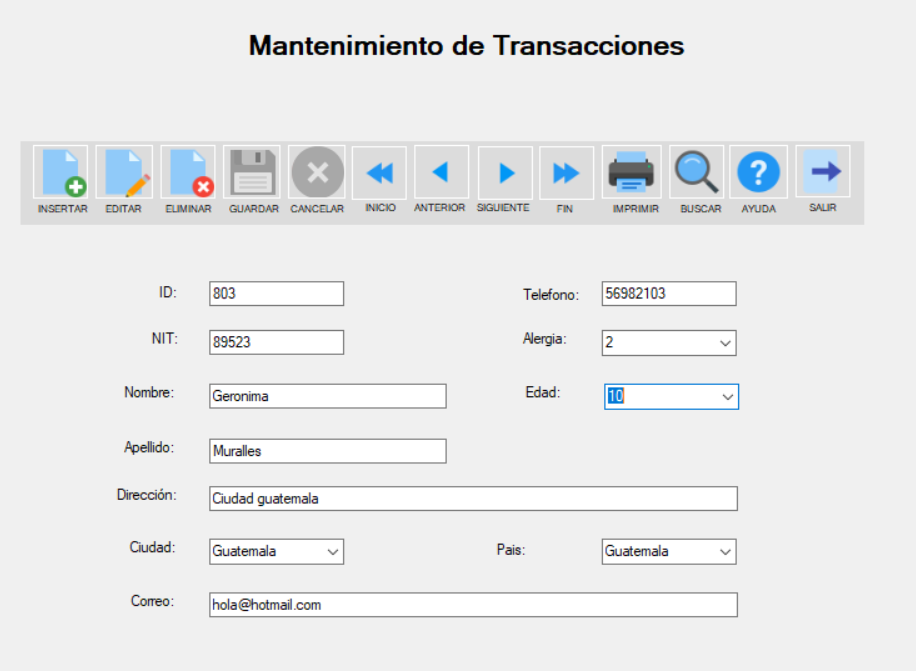 Mantenimiento de Transacciones
INSERTAR EDITAR ELIMINAR GUARDAR CANCELAR INICIO ANTERIOR SIGUIENTE FIN IMPRIMIR BUSCAR AYUDA SALIR
ID: 803 Telefono: 56982103
NIT: 89523 Alergia: 2
Nombre: Geronima Edad: 10
Apellido: Muralles
Dirección: Ciudad guatemala
Ciudad: Guatemala Pais: Guatemala
Correo: hola@hotmail.com